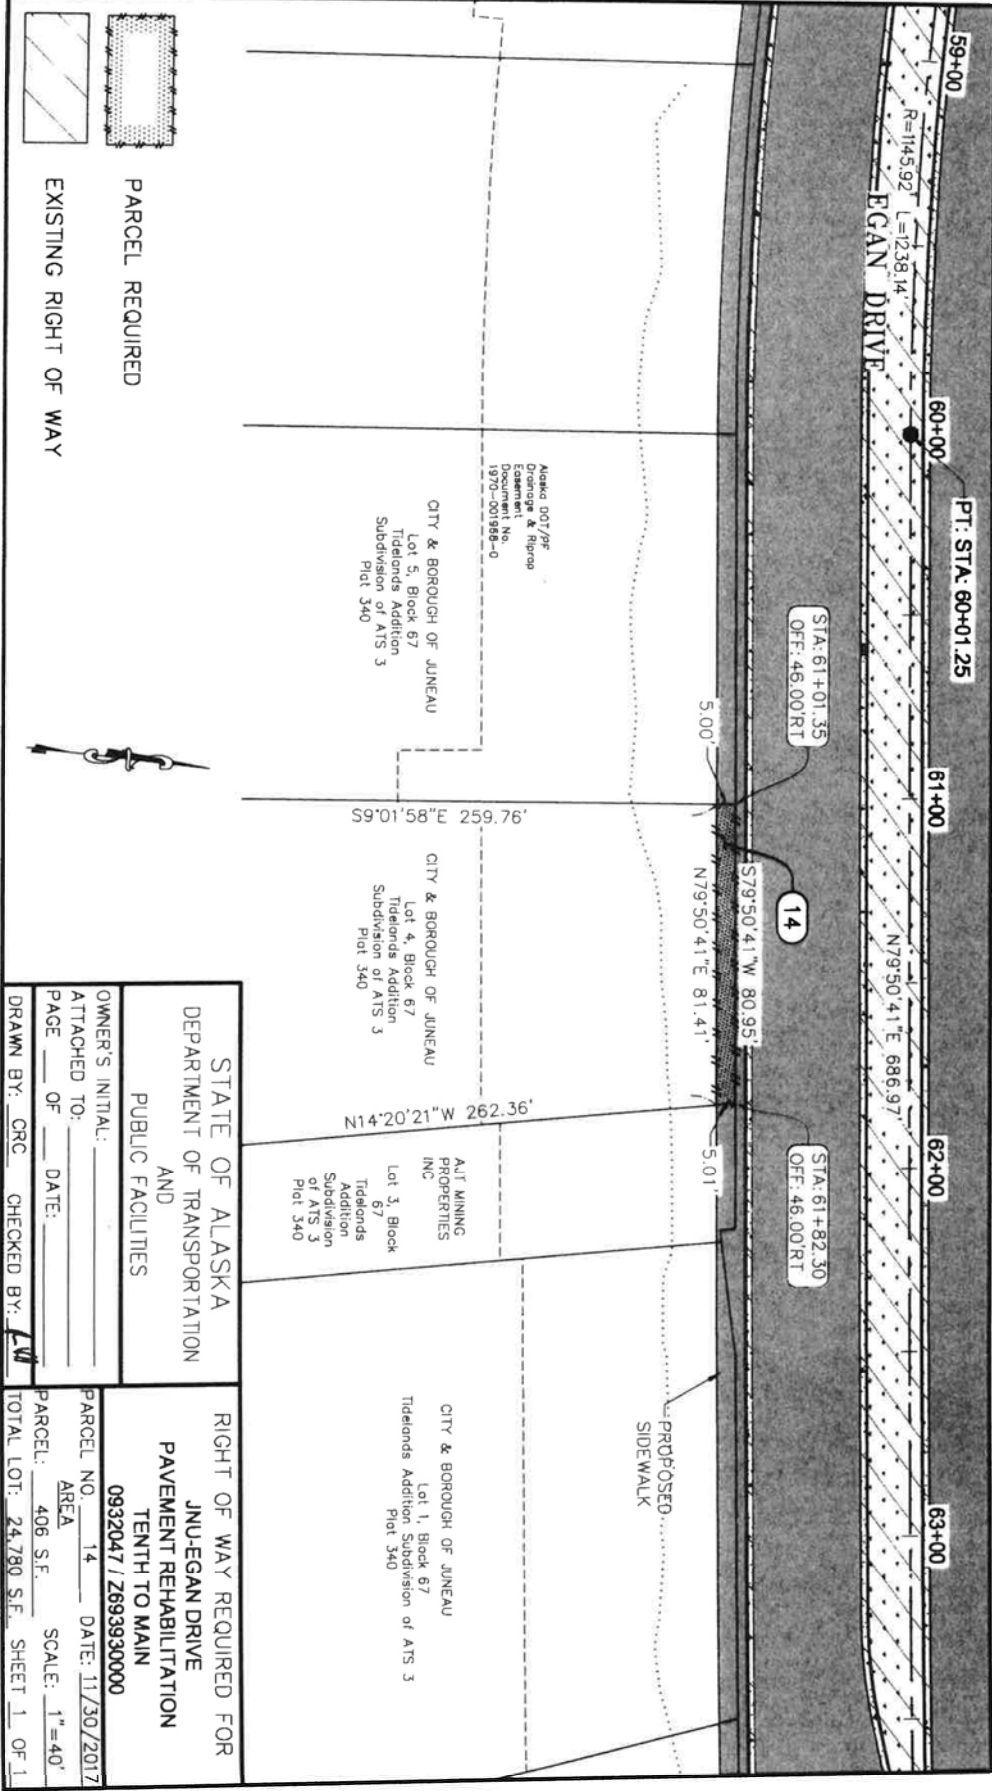 59+00
60+00
61+00
62+00
63+00
PT: STA: 60+01.25
R=1145.92' L=1238.14'
N79°50'41"E 686.97'
EGAN DRIVE
STA: 61+01.35
OFF: 46.00'RT
STA: 61+82.30
OFF: 46.00'RT
14
S79°50'41"W 80.95'
N79°50'41"E 81.41'
5.00'
5.01'
PROPOSED
SIDEWALK
Alaska DOT/PF
Drainage & Riprap
Easement
Document No.
1970-001968-0
CITY & BOROUGH OF JUNEAU
Lot 5, Block 67
Tidelands Addition
Subdivision of ATS 3
Plat 340
S9°01'58"E 259.76'
CITY & BOROUGH OF JUNEAU
Lot 4, Block 67
Tidelands Addition
Subdivision of ATS 3
Plat 340
N14°20'21"W 262.36'
AJT MINING
PROPERTIES
INC
Lot 3, Block
67
Tidelands
Addition
Subdivision
of ATS 3
Plat 340
CITY & BOROUGH OF JUNEAU
Lot 1, Block 67
Tidelands Addition Subdivision of ATS 3
Plat 340
PARCEL REQUIRED
EXISTING RIGHT OF WAY
STATE OF ALASKA
DEPARTMENT OF TRANSPORTATION
AND
PUBLIC FACILITIES
OWNER'S INITIAL:
ATTACHED TO:
PAGE OF DATE:
DRAWN BY: CRC CHECKED BY:
RIGHT OF WAY REQUIRED FOR
JNU-EGAN DRIVE
PAVEMENT REHABILITATION
TENTH TO MAIN
0932047 / Z693930000
PARCEL NO. 14 DATE: 11/30/2017
AREA
PARCEL: 406 S.F. SCALE: 1"=40'
TOTAL LOT: 24,780 S.F. SHEET 1 OF 1